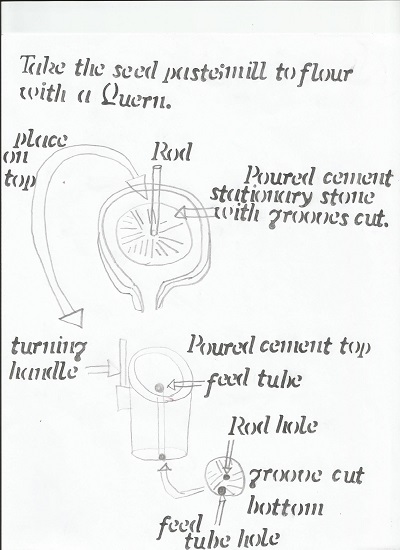 Take the seed paste:mill to flour
with a Quern.
place
on
top
Rod
Poured cement
stationary stone
with grooves cut.
turning
handle
Poured cement top
feed tube
Rod hole
groove cut
bottom
feed
tube hole